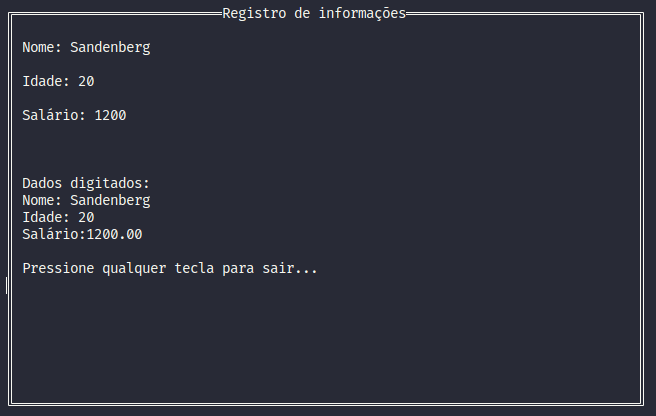 Registro de informações
Nome: Sandenberg
Idade: 20
Salário: 1200
Dados digitados:
Nome: Sandenberg
Idade: 20
Salário:1200.00
Pressione qualquer tecla para sair...